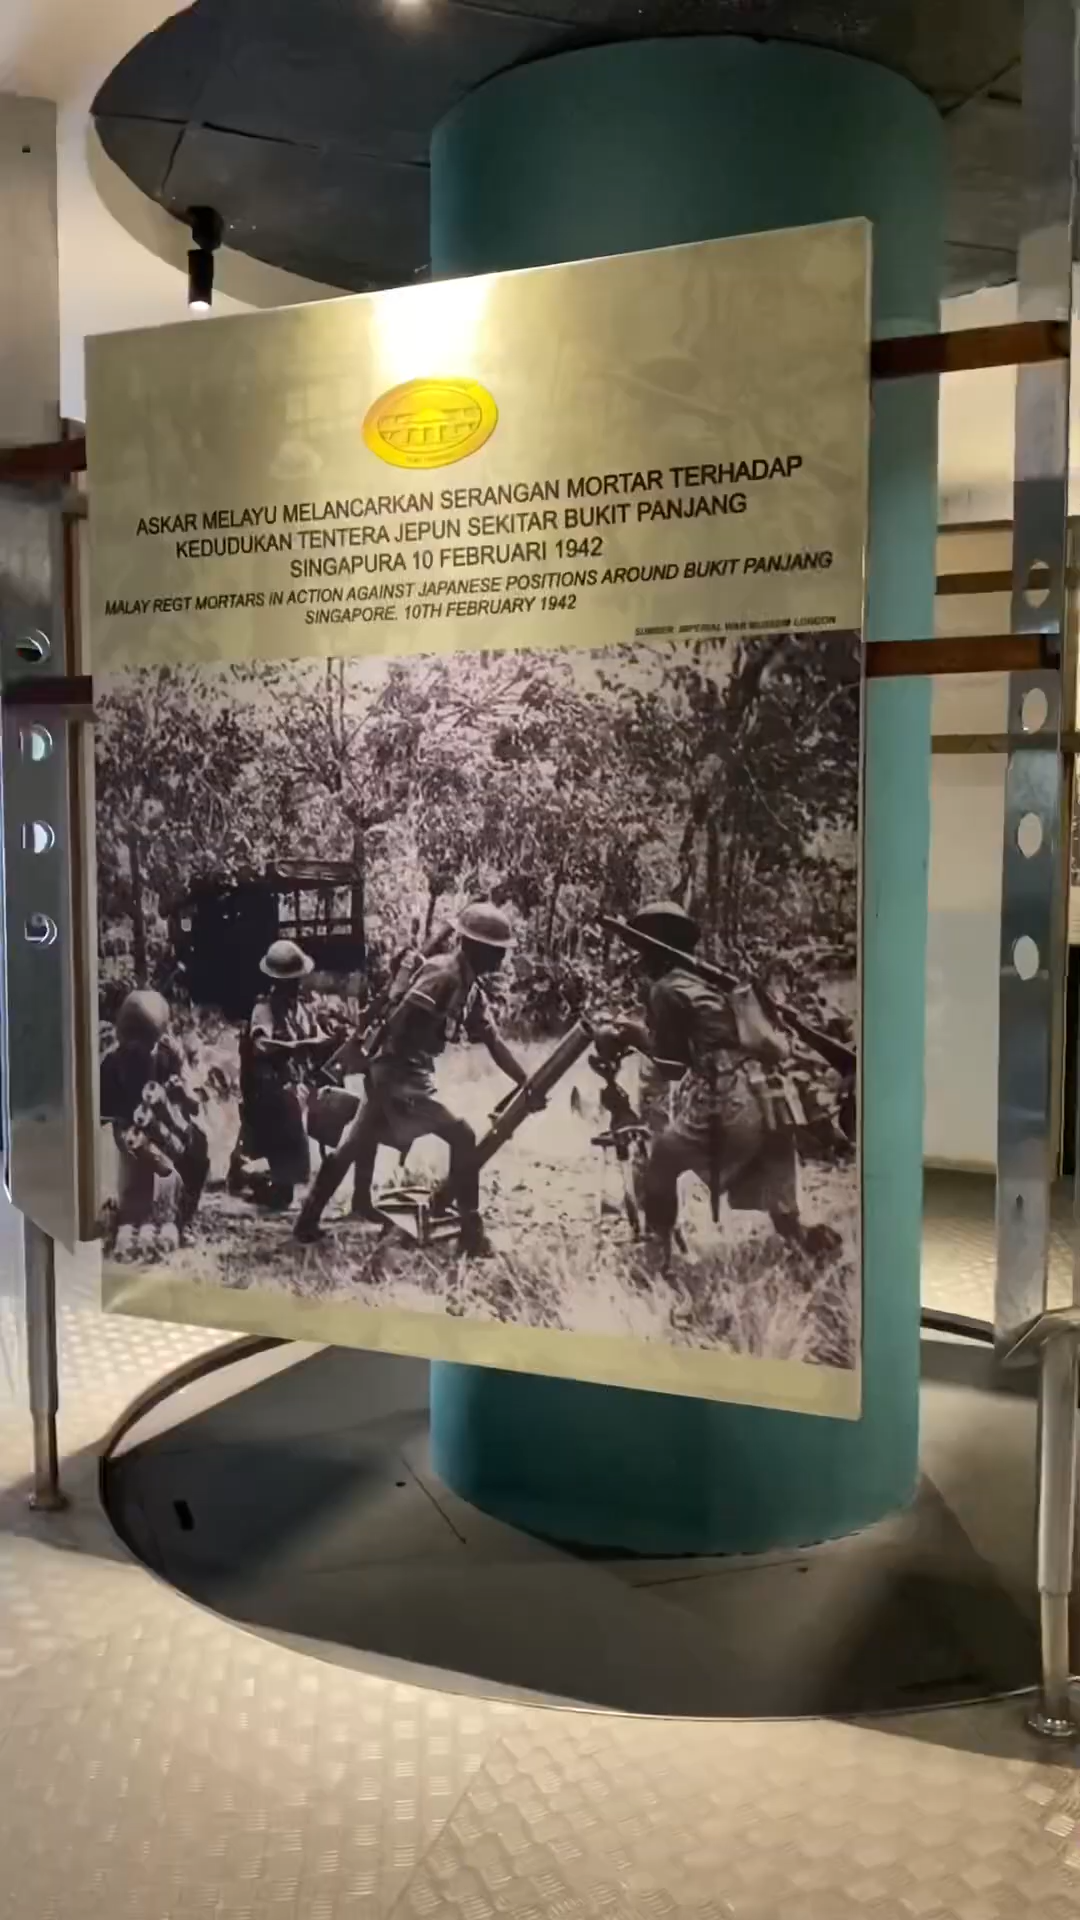 ASKAR MELAYU MELANCARKAN SERANGAN MORTAR TERHADAP
KEDUDUKAN TENTERA JEPUN SEKITAR BUKIT PANJANG
SINGAPURA 10 FEBRUARI 1942
MALAY REGT MORTARS IN ACTION AGAINST JAPANESE POSITIONS AROUND BUKIT PANJANG
SINGAPORE. 10TH FEBRUARY 1942
SUMBER: IMPERIAL WAR MUSEUM LONDON